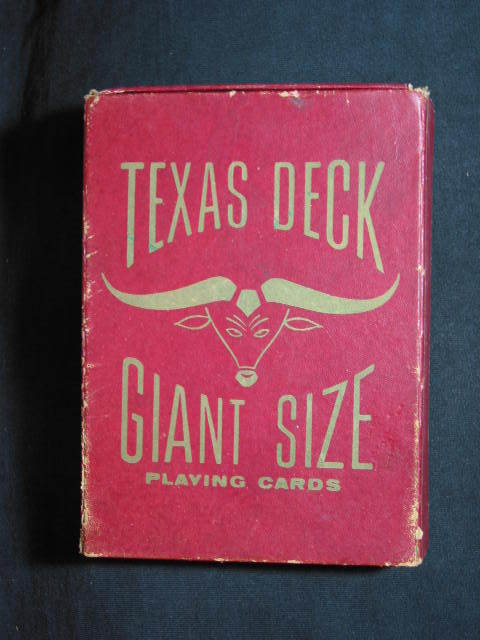 TEXAS DECK
GIANT SIZE
PLAYING CARDS